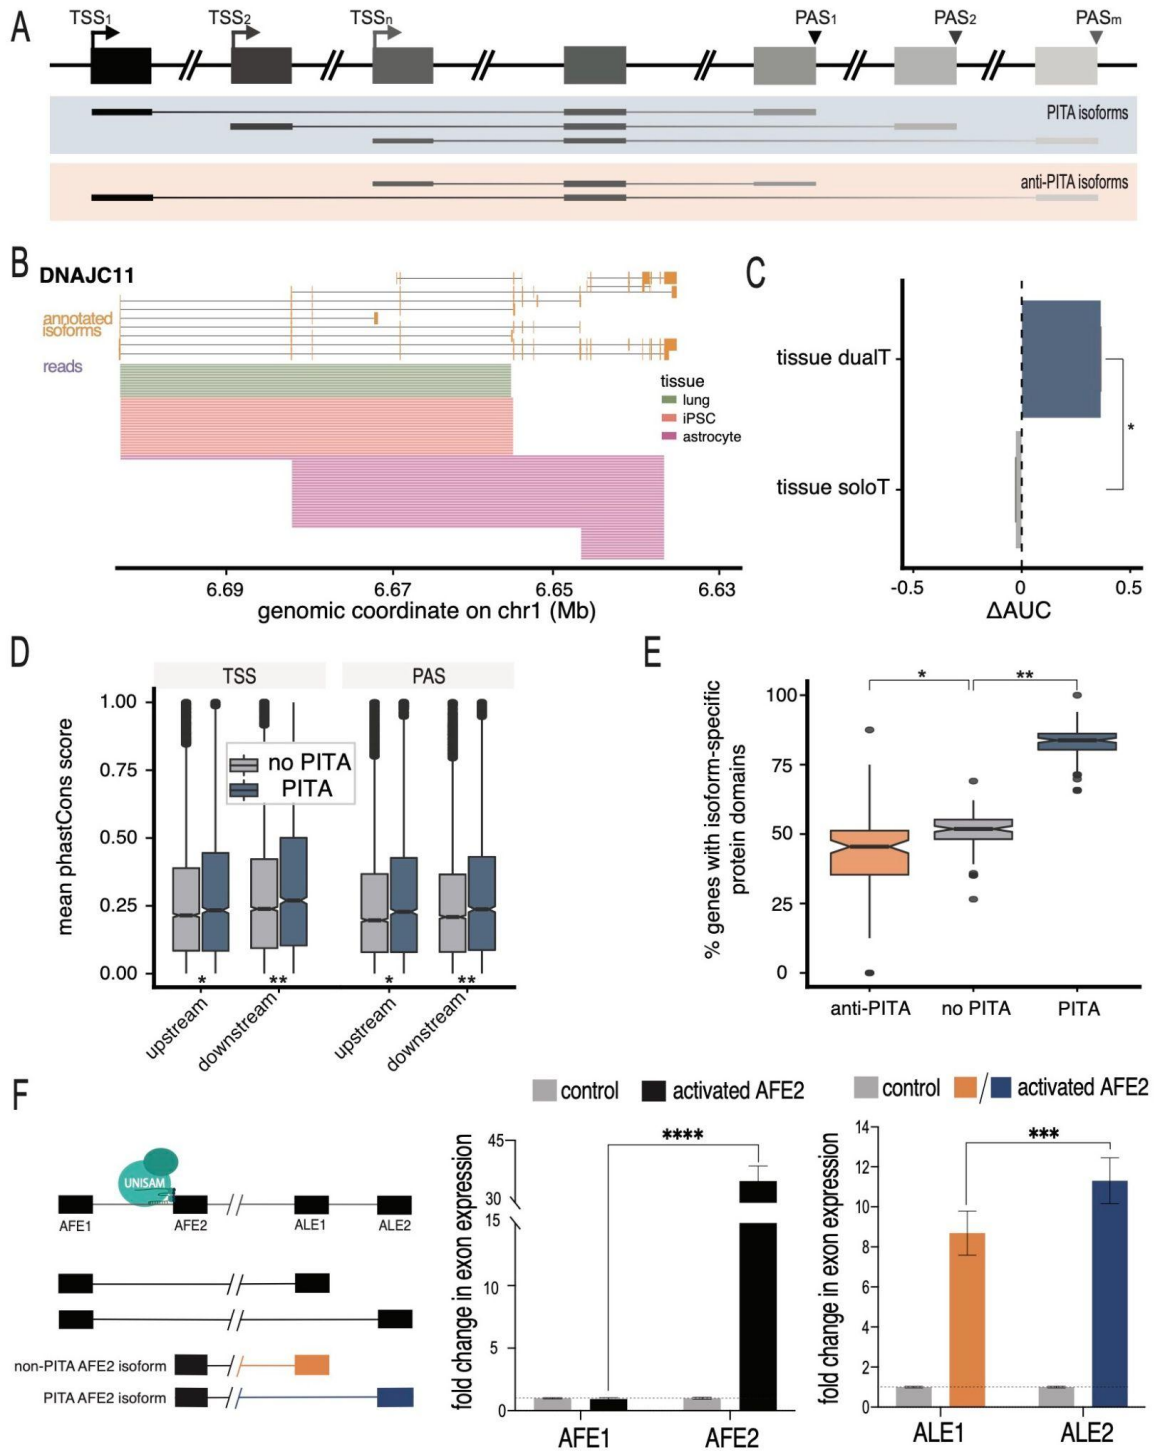 A
TSS1 TSS2 TSSn PAS1 PAS2 PASm
PITA isoforms
anti-PITA isoforms
B
DNAJC11
annotated
isoforms
reads
tissue
lung
iPSC
astrocyte
6.69 6.67 6.65 6.63
genomic coordinate on chr1 (Mb)
C
tissue dualT
*
tissue soloT
-0.5 0 0.5
ΔAUC
D
TSS PAS
mean phastCons score
1.00
0.75
0.50
0.25
0.00
no PITA
PITA
* ** * **
upstream downstream upstream downstream
E
% genes with isoform-specific
protein domains
* **
100
75
50
25
0
anti-PITA no PITA PITA
F
UNISAM
AFE1 AFE2 ALE1 ALE2
non-PITA AFE2 isoform
PITA AFE2 isoform
control activated AFE2
fold change in exon expression
****
45
30
15
10
5
0
AFE1 AFE2
control / activated AFE2
fold change in exon expression
***
14
12
10
8
6
4
2
0
ALE1 ALE2